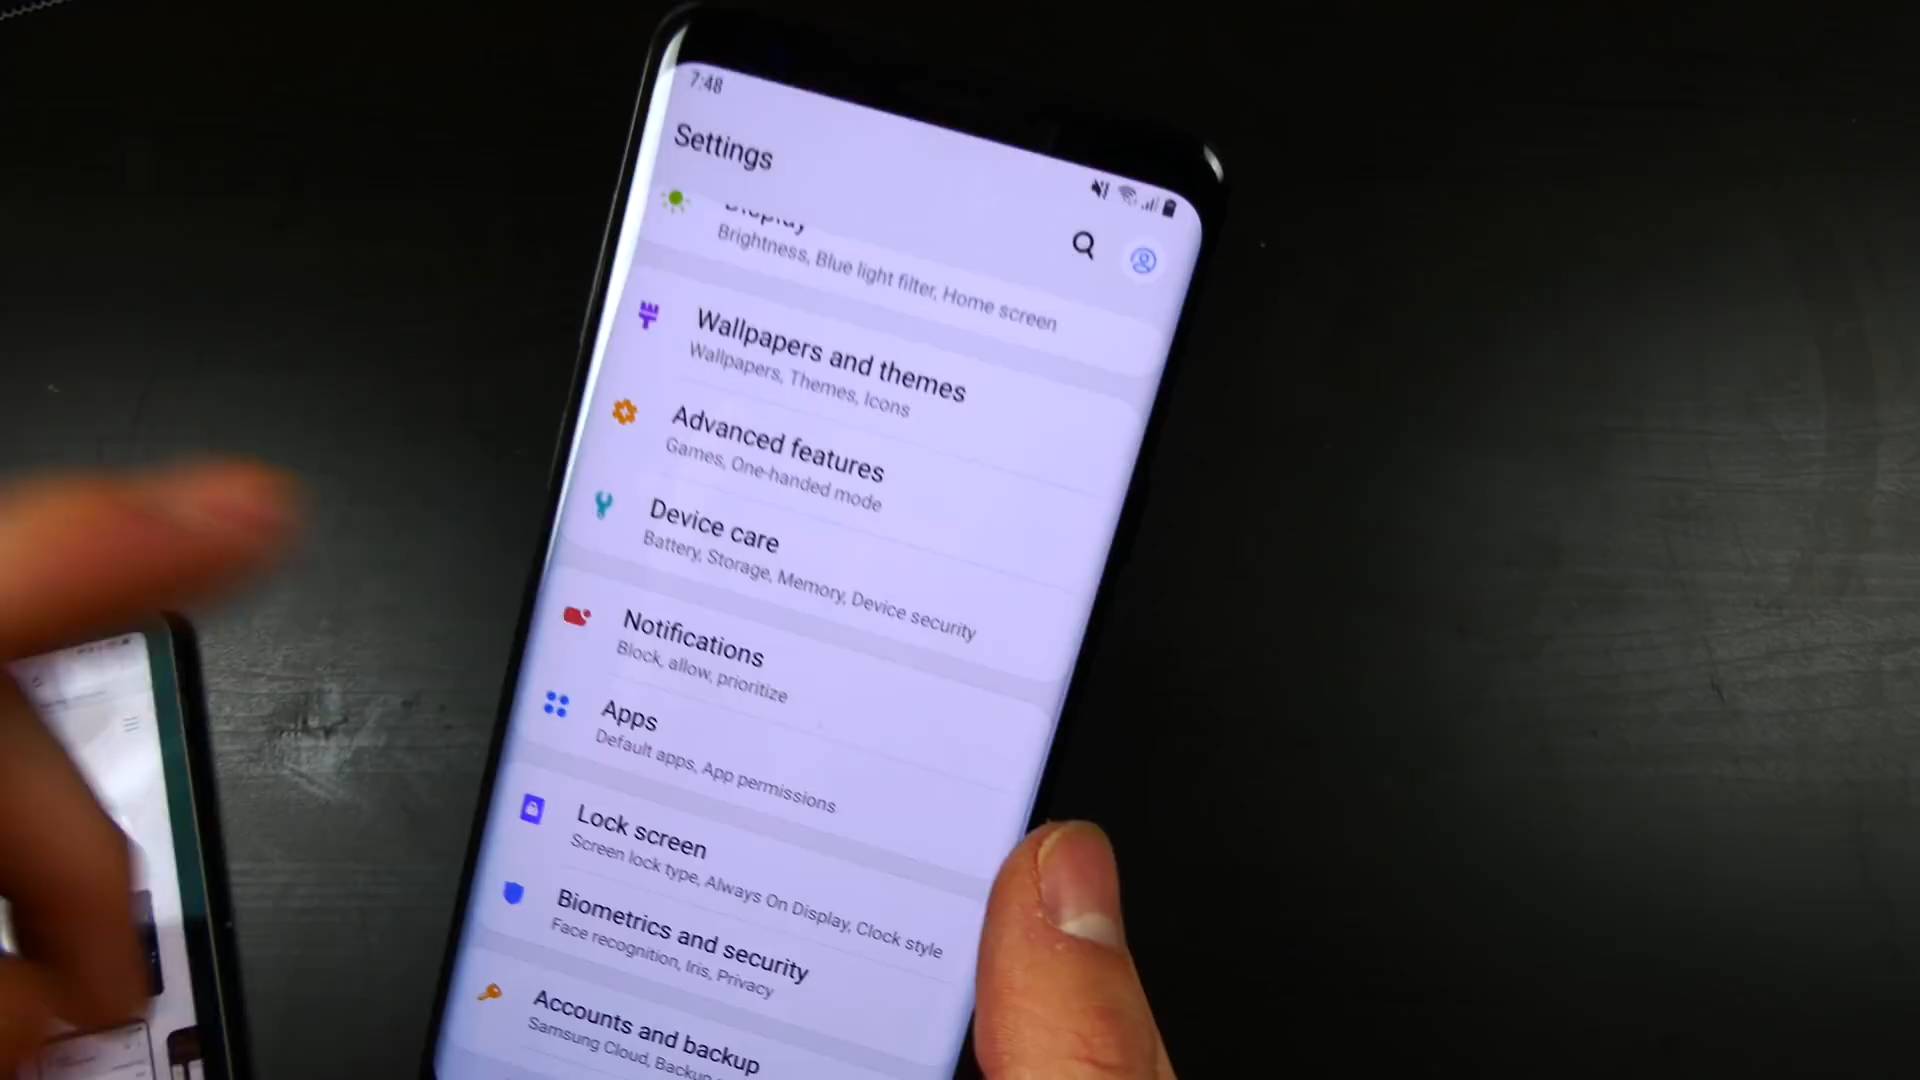 7:48
Settings
Display
Brightness, Blue light filter, Home screen
Wallpapers and themes
Wallpapers, Themes, Icons
Advanced features
Games, One-handed mode
Device care
Battery, Storage, Memory, Device security
Notifications
Block, allow, prioritize
Apps
Default apps, App permissions
Lock screen
Screen lock type, Always On Display, Clock style
Biometrics and security
Face recognition, Iris, Privacy
Accounts and backup
Samsung Cloud, Backup